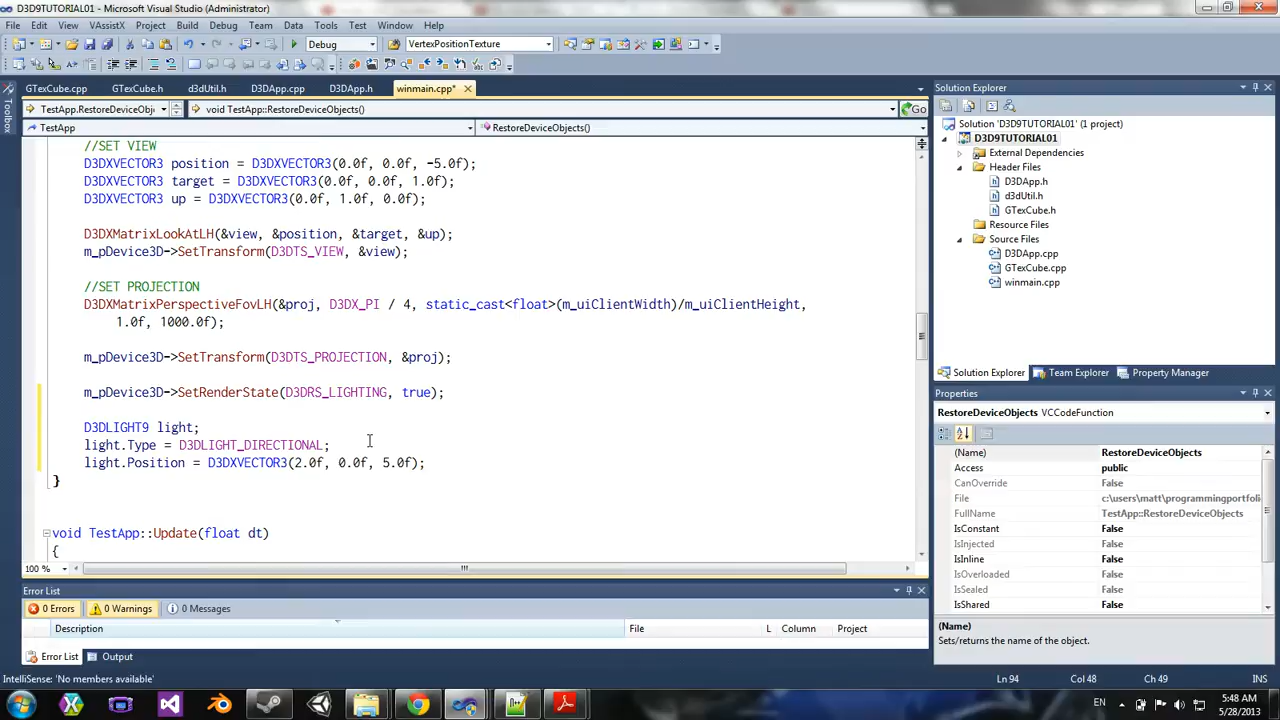 D3D9TUTORIAL01 - Microsoft Visual Studio (Administrator)
File Edit View VAssistX Project Build Debug Team Data Tools Test Window Help
Debug VertexPositionTexture
GTexCube.cpp GTexCube.h d3dUtil.h D3DApp.cpp D3DApp.h winmain.cpp*
TestApp.RestoreDeviceObj void TestApp::RestoreDeviceObjects() Go
TestApp RestoreDeviceObjects()
//SET VIEW
D3DXVECTOR3 position = D3DXVECTOR3(0.0f, 0.0f, -5.0f);
D3DXVECTOR3 target = D3DXVECTOR3(0.0f, 0.0f, 1.0f);
D3DXVECTOR3 up = D3DXVECTOR3(0.0f, 1.0f, 0.0f);
D3DXMatrixLookAtLH(&view, &position, &target, &up);
m_pDevice3D->SetTransform(D3DTS_VIEW, &view);
//SET PROJECTION
D3DXMatrixPerspectiveFovLH(&proj, D3DX_PI / 4, static_cast<float>(m_uiClientWidth)/m_uiClientHeight,
1.0f, 1000.0f);
m_pDevice3D->SetTransform(D3DTS_PROJECTION, &proj);
m_pDevice3D->SetRenderState(D3DRS_LIGHTING, true);
D3DLIGHT9 light;
light.Type = D3DLIGHT_DIRECTIONAL;
light.Position = D3DXVECTOR3(2.0f, 0.0f, 5.0f);
}
void TestApp::Update(float dt)
{
100 %
Toolbox
Error List
0 Errors 0 Warnings 0 Messages
Description File L Column Project
Error List Output
Solution Explorer
Solution 'D3D9TUTORIAL01' (1 project)
D3D9TUTORIAL01
External Dependencies
Header Files
D3DApp.h
d3dUtil.h
GTexCube.h
Resource Files
Source Files
D3DApp.cpp
GTexCube.cpp
winmain.cpp
Solution Explorer Team Explorer Property Manager
Properties
RestoreDeviceObjects VCCodeFunction
(Name) RestoreDeviceObjects
Access public
CanOverride False
File c:\users\matt\programmingportfoli
FullName TestApp::RestoreDeviceObjects
IsConstant False
IsInjected False
IsInline False
IsOverloaded False
IsSealed False
IsShared False
(Name)
Sets/returns the name of the object.
IntelliSense: 'No members available' Ln 94 Col 48 Ch 49 INS
EN 5:48 AM
5/28/2013